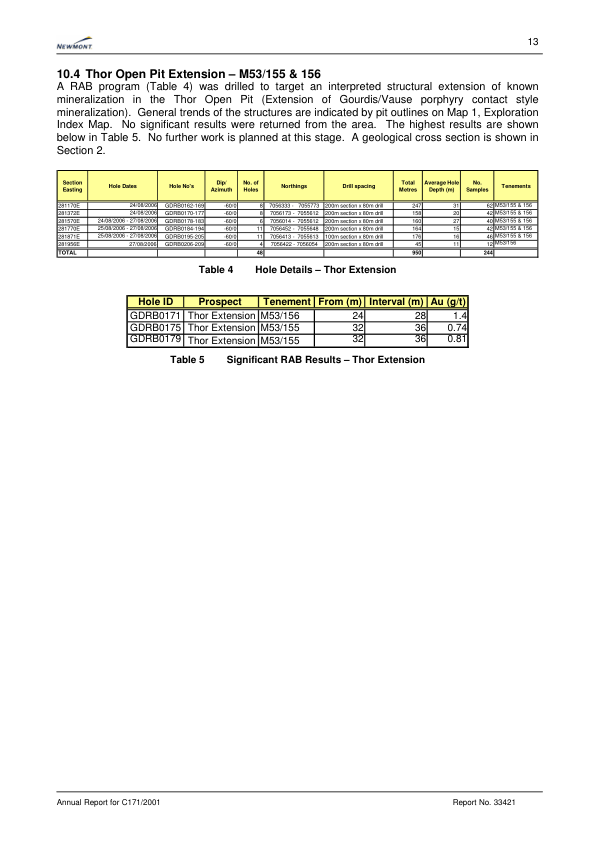 NEWMONT
13
10.4 Thor Open Pit Extension – M53/155 & 156
A RAB program (Table 4) was drilled to target an interpreted structural extension of known
mineralization in the Thor Open Pit (Extension of Gourdis/Vause porphyry contact style
mineralization). General trends of the structures are indicated by pit outlines on Map 1, Exploration
Index Map. No significant results were returned from the area. The highest results are shown
below in Table 5. No further work is planned at this stage. A geological cross section is shown in
Section 2.
Section Easting Hole Dates Hole No's Dip/ Azimuth No. of Holes Northings Drill spacing Total Metres Average Hole Depth (m) No. Samples Tenements
281170E 24/08/2006 GDRB0162-169 -60/0 8 7056333 - 7055773 200m section x 80m drill 247 31 62 M53/155 & 156
281372E 24/08/2006 GDRB0170-177 -60/0 8 7056173 - 7055612 200m section x 80m drill 158 20 42 M53/155 & 156
281570E 24/08/2006 - 27/08/2006 GDRB0178-183 -60/0 6 7056014 - 7055612 200m section x 80m drill 160 27 40 M53/155 & 156
281770E 25/08/2006 - 27/08/2006 GDRB0184-194 -60/0 11 7056452 - 7055648 200m section x 80m drill 164 15 42 M53/155 & 156
281871E 25/08/2006 - 27/08/2006 GDRB0195-205 -60/0 11 7056413 - 7055613 100m section x 80m drill 176 16 46 M53/155 & 156
281956E 27/08/2006 GDRB0206-209 -60/0 4 7056422 - 7056054 200m section x 80m drill 45 11 12 M53/156
TOTAL 48 950 244
Table 4 Hole Details – Thor Extension
Hole ID Prospect Tenement From (m) Interval (m) Au (g/t)
GDRB0171 Thor Extension M53/156 24 28 1.4
GDRB0175 Thor Extension M53/155 32 36 0.74
GDRB0179 Thor Extension M53/155 32 36 0.81
Table 5 Significant RAB Results – Thor Extension
Annual Report for C171/2001 Report No. 33421